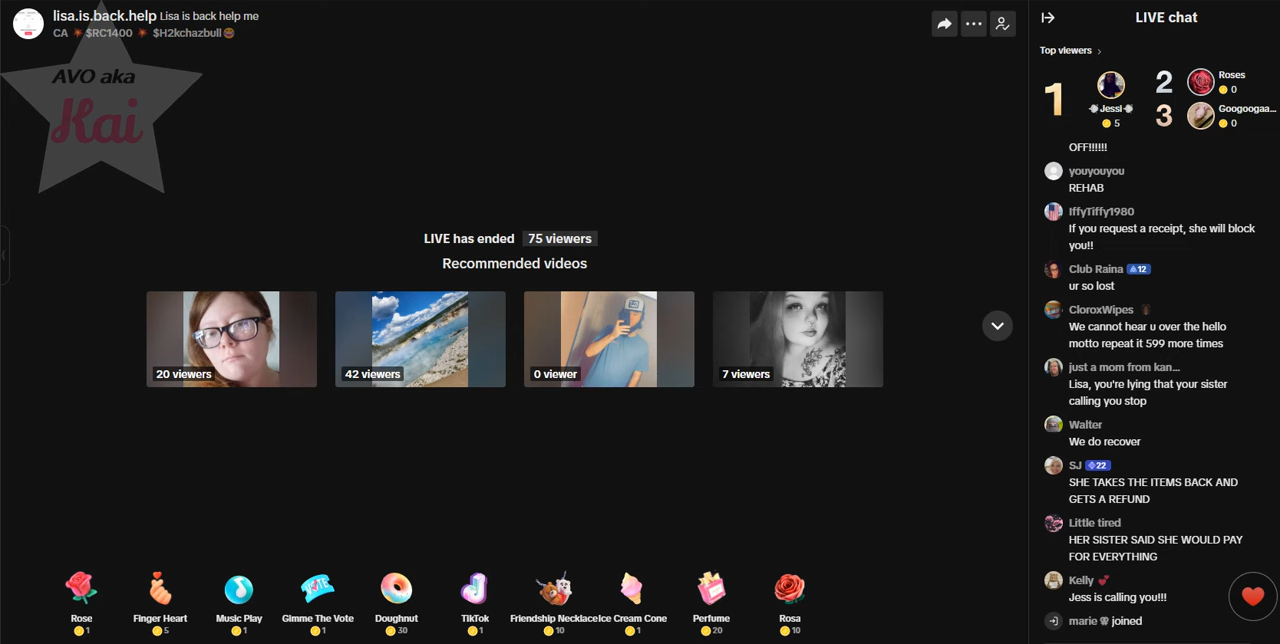 lisa.is.back.help Lisa is back help me
CA $RC1400 $H2kchazbull
AVO aka
Kai
LIVE has ended 75 viewers
Recommended videos
20 viewers
42 viewers
0 viewer
7 viewers
Rose
1
Finger Heart
5
Music Play
1
Gimme The Vote
1
Doughnut
30
TikTok
1
Friendship Necklace
10
Ice Cream Cone
1
Perfume
20
Rosa
10
LIVE chat
Top viewers
1
Jessi
5
2
Roses
0
3
Googoogaa...
0
OFF!!!!!!
youyouyou
REHAB
IffyTiffy1980
If you request a receipt, she will block
you!!
Club Raina 12
ur so lost
CloroxWipes
We cannot hear u over the hello
motto repeat it 599 more times
just a mom from kan...
Lisa, you're lying that your sister
calling you stop
Walter
We do recover
SJ 22
SHE TAKES THE ITEMS BACK AND
GETS A REFUND
Little tired
HER SISTER SAID SHE WOULD PAY
FOR EVERYTHING
Kelly
Jess is calling you!!!
marie joined